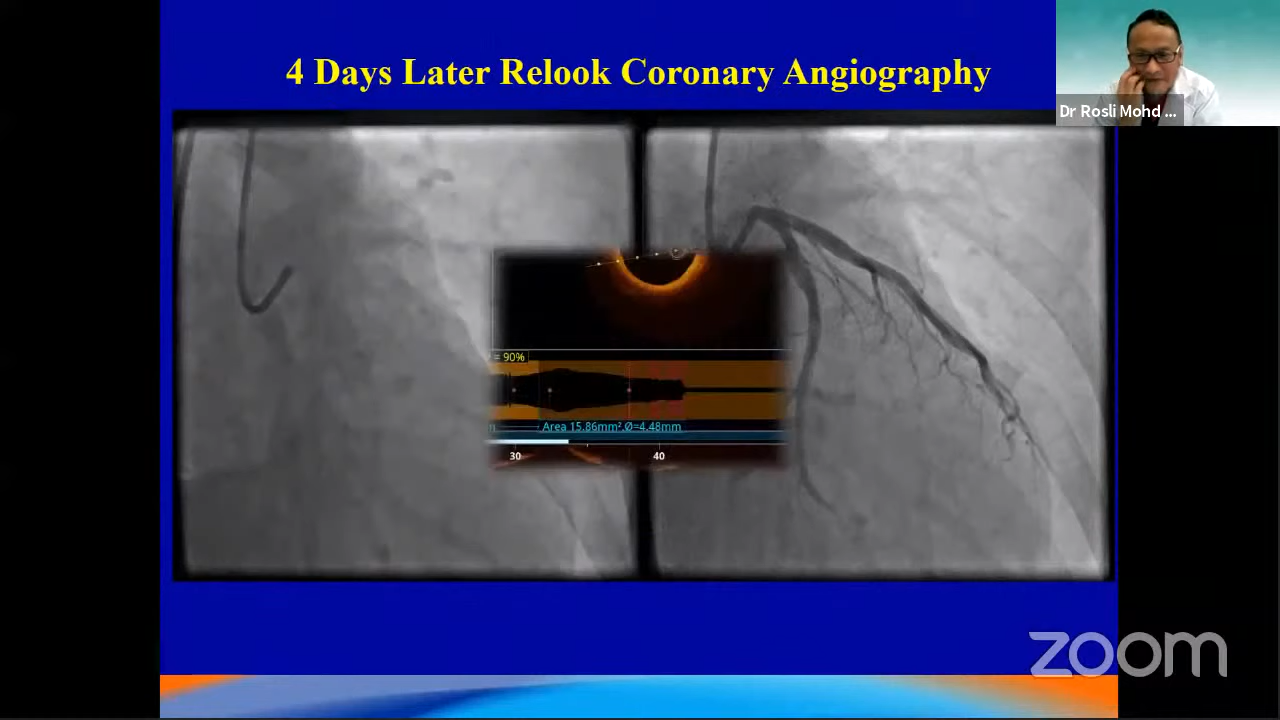 4 Days Later Relook Coronary Angiography
Dr Rosli Mohd ...
= 90%
Area 15.86mm², Ø=4.48mm
30 40
zoom